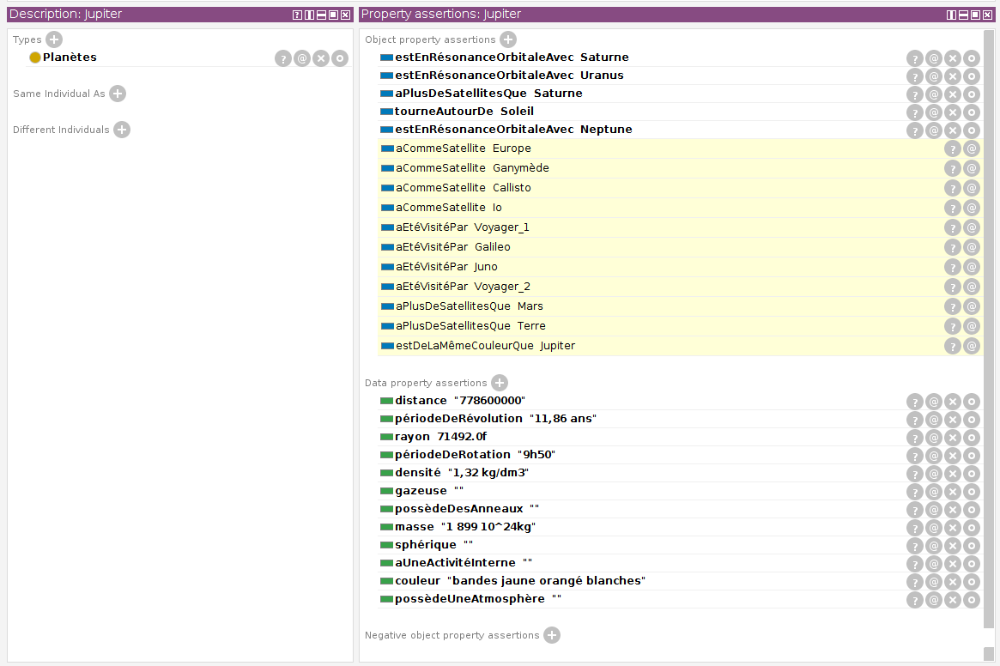 Description: Jupiter
Types
Planètes
Same Individual As
Different Individuals
Property assertions: Jupiter
Object property assertions
estEnRésonanceOrbitaleAvec Saturne
estEnRésonanceOrbitaleAvec Uranus
aPlusDeSatellitesQue Saturne
tourneAutourDe Soleil
estEnRésonanceOrbitaleAvec Neptune
aCommeSatellite Europe
aCommeSatellite Ganymède
aCommeSatellite Callisto
aCommeSatellite Io
aEtéVisitéPar Voyager_1
aEtéVisitéPar Galileo
aEtéVisitéPar Juno
aEtéVisitéPar Voyager_2
aPlusDeSatellitesQue Mars
aPlusDeSatellitesQue Terre
estDeLaMêmeCouleurQue Jupiter
Data property assertions
distance "778600000"
périodeDeRévolution "11,86 ans"
rayon 71492.0f
périodeDeRotation "9h50"
densité "1,32 kg/dm3"
gazeuse ""
possèdeDesAnneaux ""
masse "1 899 10^24kg"
sphérique ""
aUneActivitéInterne ""
couleur "bandes jaune orangé blanches"
possèdeUneAtmosphère ""
Negative object property assertions